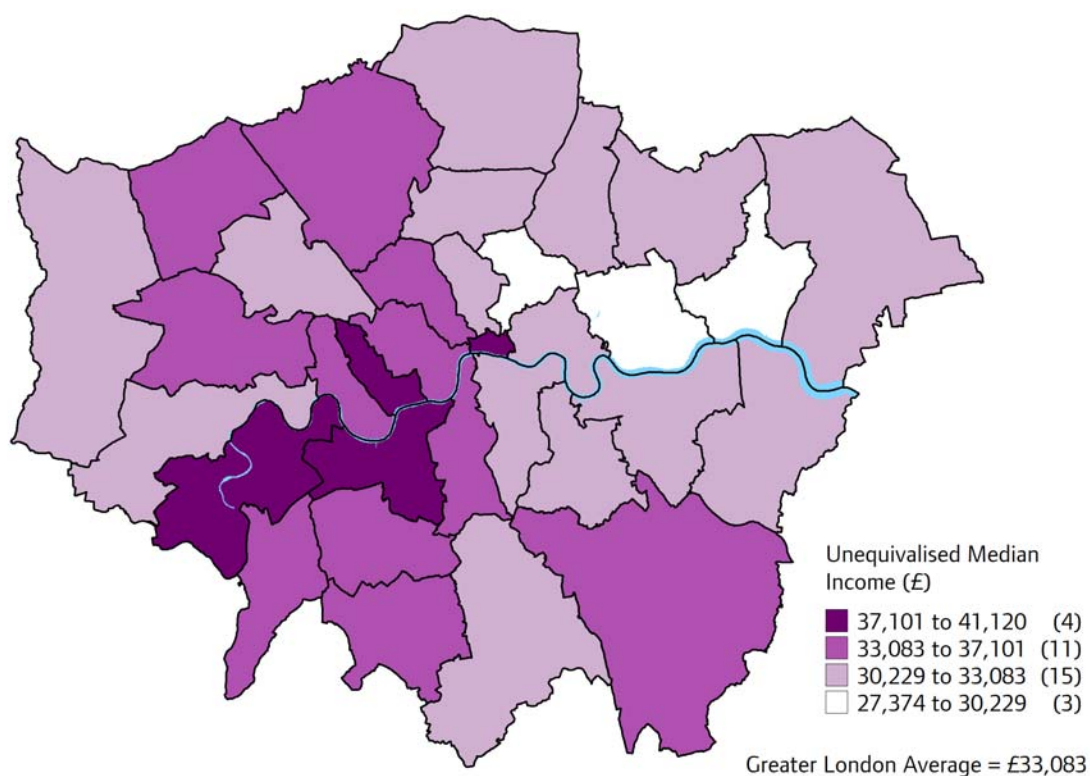 Unequivalised Median
Income (£)
37,101 to 41,120 (4)
33,083 to 37,101 (11)
30,229 to 33,083 (15)
27,374 to 30,229 (3)
Greater London Average = £33,083